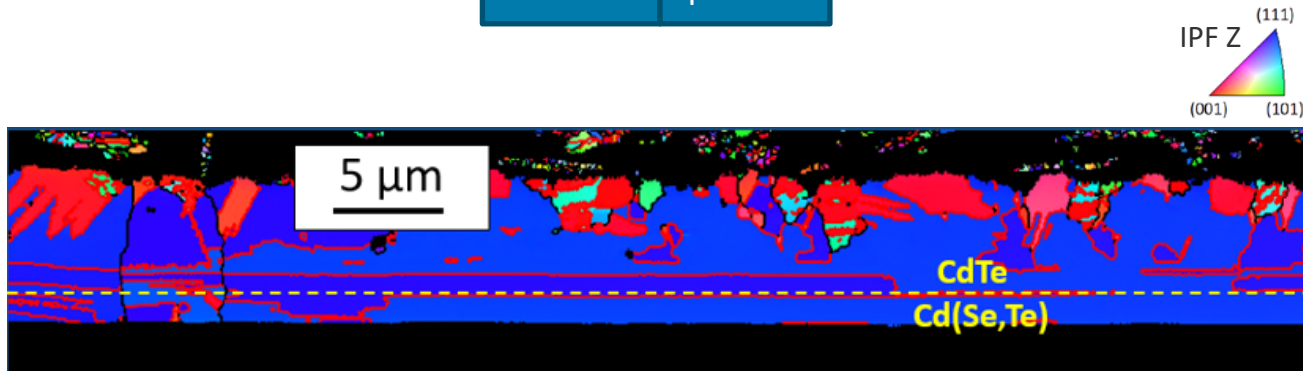 (111)
IPF Z
(001) (101)
5 µm
CdTe
Cd(Se,Te)